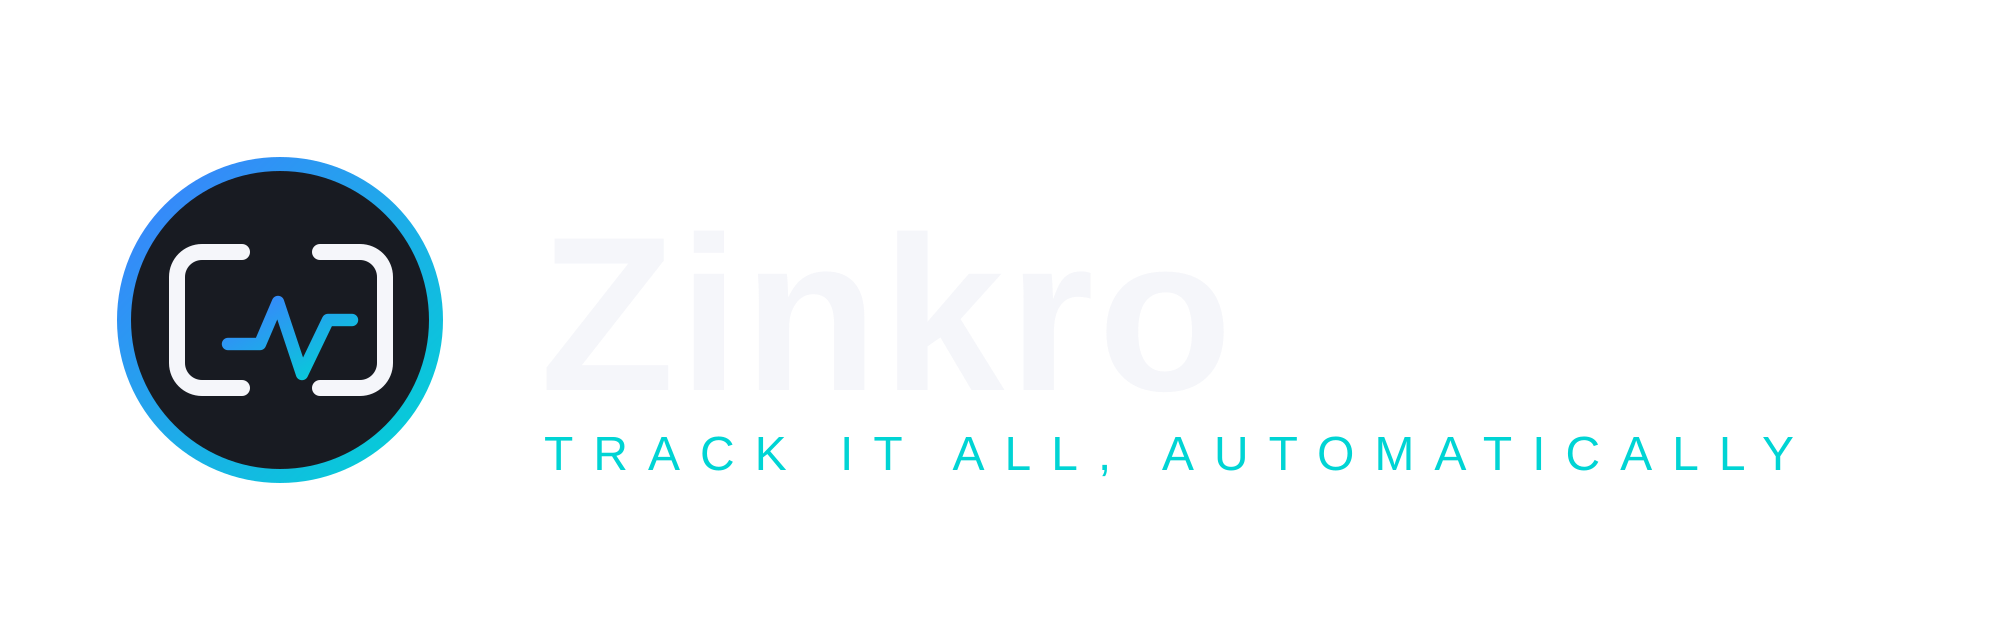 Zinkro
TRACK IT ALL, AUTOMATICALLY